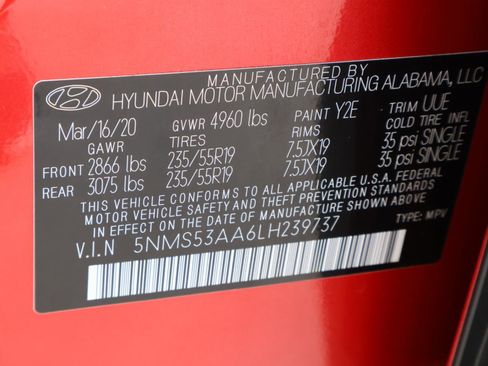 MANUFACTURED BY
HYUNDAI MOTOR MANUFACTURING ALABAMA, LLC
Mar/16/20 GVWR 4960 lbs PAINT Y2E TRIM UUE
GAWR TIRES RIMS COLD TIRE INFL
FRONT 2866 lbs 235/55R19 7.5JX19 35 psi SINGLE
REAR 3075 lbs 235/55R19 7.5JX19 35 psi SINGLE
THIS VEHICLE CONFORMS TO ALL APPLICABLE U.S.A. FEDERAL
MOTOR VEHICLE SAFETY AND THEFT PREVENTION STANDARDS
IN EFFECT ON THE DATE OF MANUFACTURE SHOWN ABOVE.
V.I.N 5NMS53AA6LH239737 TYPE: MPV